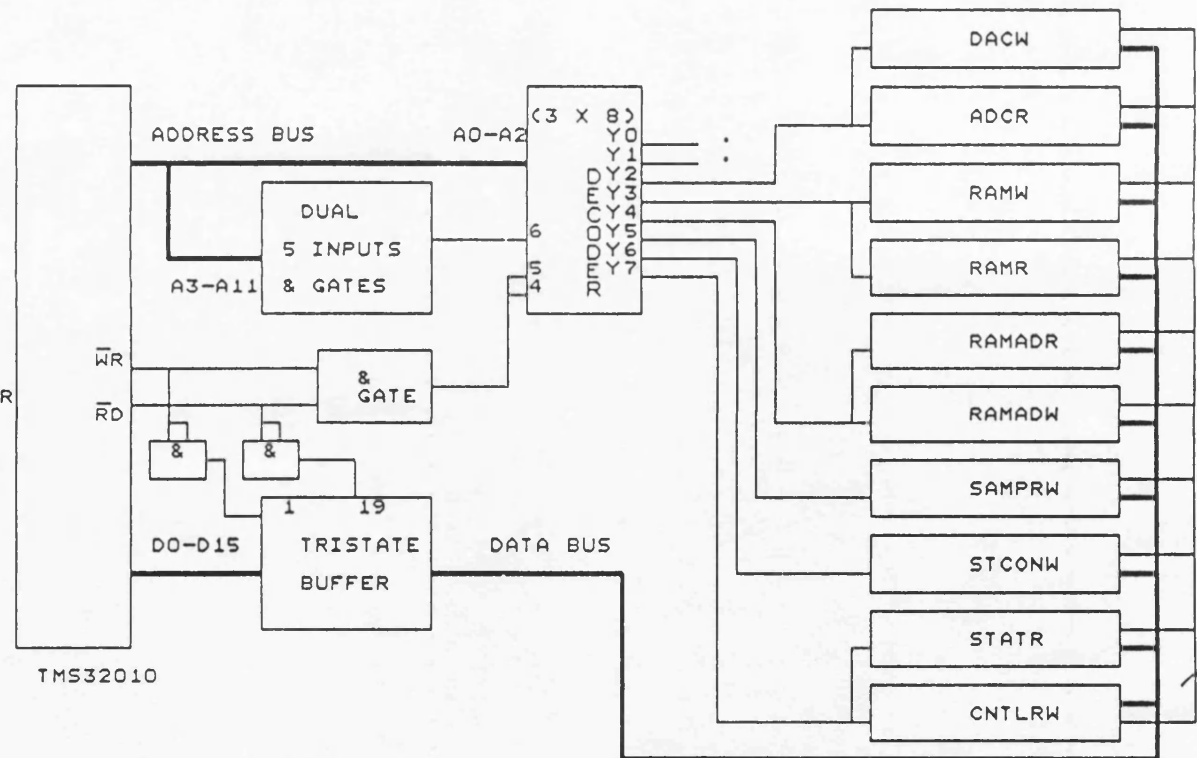 ADDRESS BUS
A0-A2
DUAL
5 INPUTS
& GATES
A3-A11
(3 X 8)
Y0
Y1
Y2
Y3
Y4
Y5
Y6
Y7
DECODER
6
5
4
:
W̅R̅
R̅D̅
R
&
GATE
&
&
1 19
TRISTATE
BUFFER
D0-D15
DATA BUS
TMS32010
DACW
ADCR
RAMW
RAMR
RAMADR
RAMADW
SAMPRW
STCONW
STATR
CNTLRW